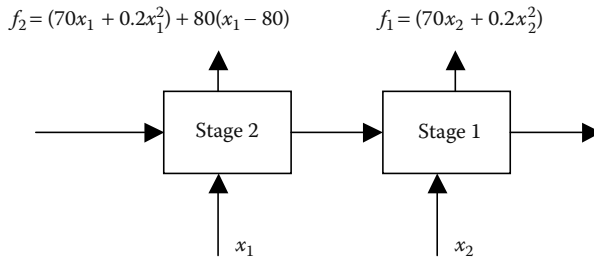 f₂ = (70x₁ + 0.2x₁²) + 80(x₁ – 80)
f₁ = (70x₂ + 0.2x₂²)
Stage 2
Stage 1
x₁
x₂